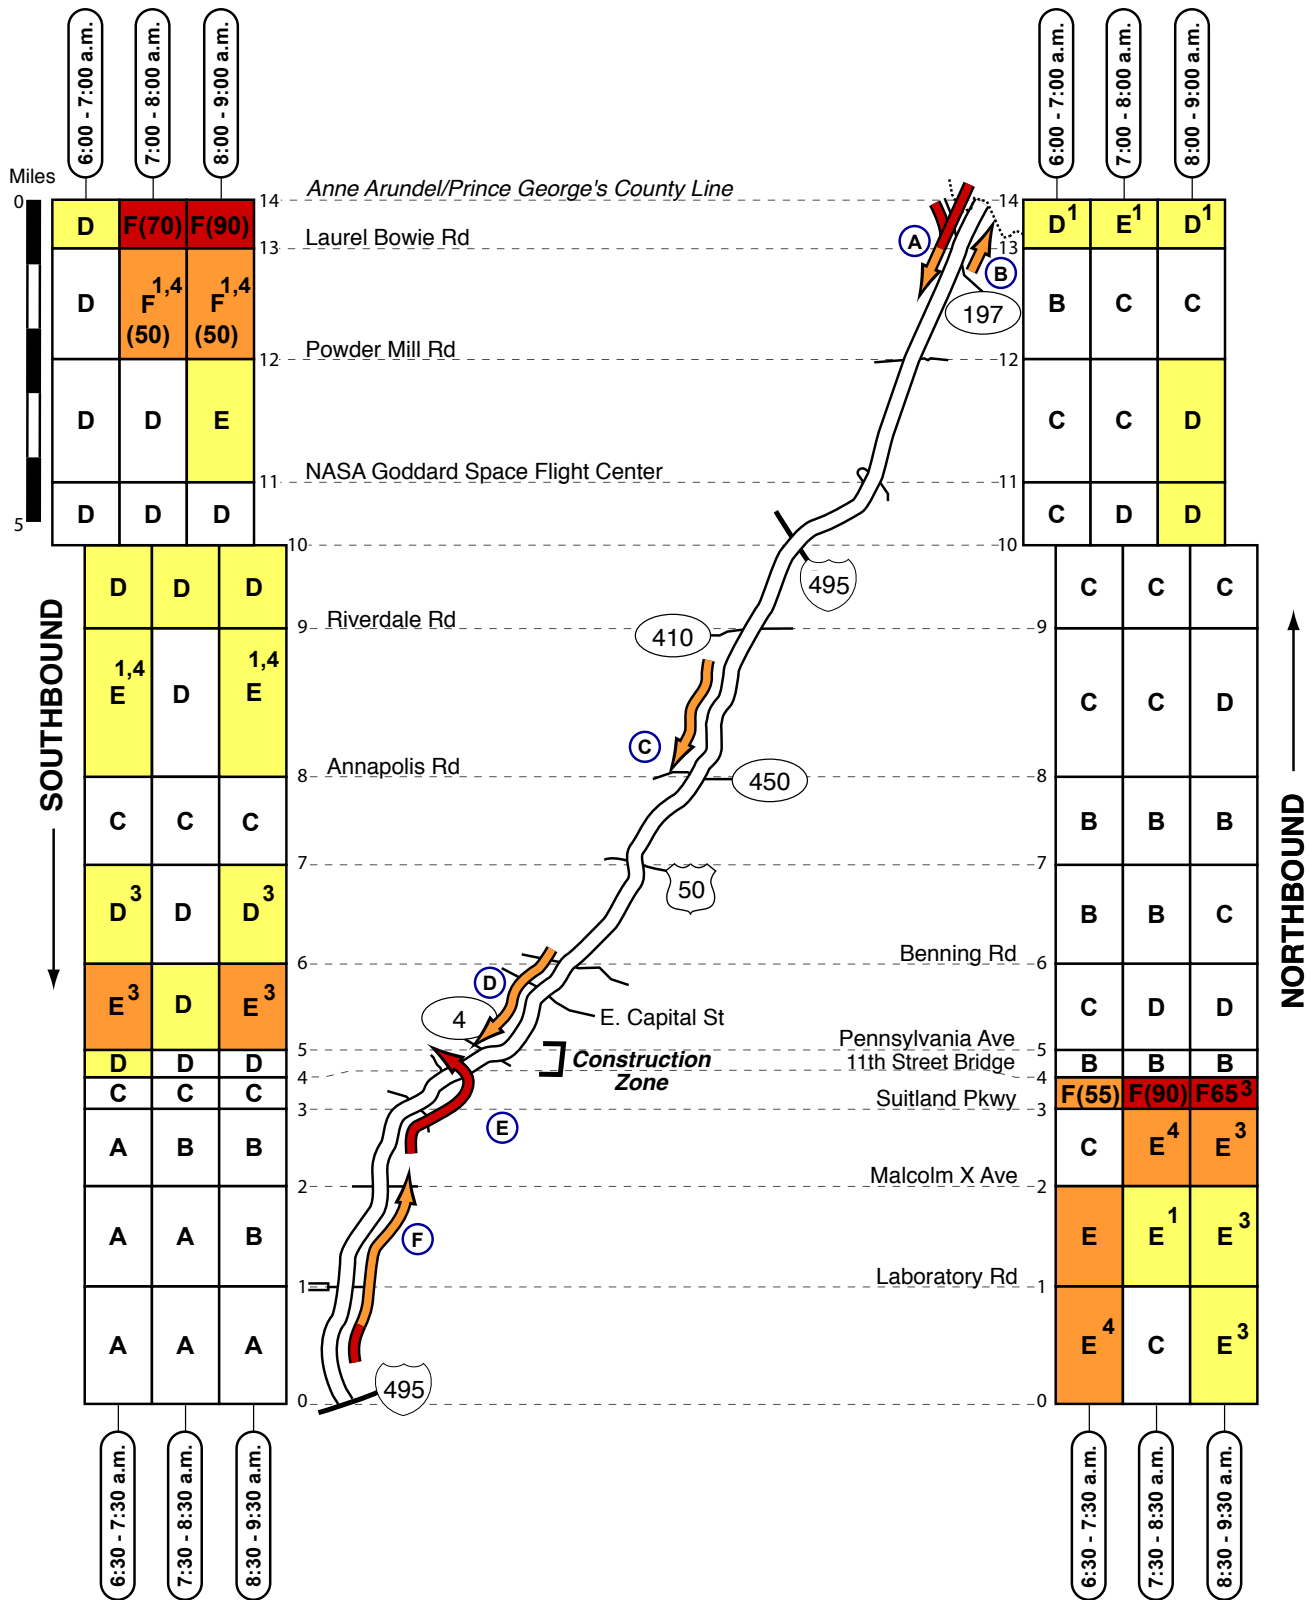 6:00 - 7:00 a.m.
7:00 - 8:00 a.m.
8:00 - 9:00 a.m.
6:00 - 7:00 a.m.
7:00 - 8:00 a.m.
8:00 - 9:00 a.m.
Miles
0
5
Anne Arundel/Prince George's County Line
14
14
D F(70) F(90)
D1 E1 D1
A
B
197
Laurel Bowie Rd
13
13
D F1,4 (50) F1,4 (50)
B C C
Powder Mill Rd
12
12
D D E
C C D
NASA Goddard Space Flight Center
11
11
D D D
C D D
10
10
495
SOUTHBOUND
NORTHBOUND
D D D
C C C
Riverdale Rd
9
9
410
E1,4 D E1,4
C C D
C
Annapolis Rd
8
8
450
C C C
B B B
7
7
50
D3 D D3
B B C
Benning Rd
6
6
D
E3 D E3
C D D
4
E. Capital St
Pennsylvania Ave
5
5
11th Street Bridge
Construction
Zone
D D D
B B B
4
4
C C C
F(55) F(90) F653
Suitland Pkwy
3
3
E
A B B
C E4 E3
Malcolm X Ave
2
2
F
A A B
E E1 E3
Laboratory Rd
1
1
A A A
E4 C E3
495
0
0
6:30 - 7:30 a.m.
7:30 - 8:30 a.m.
8:30 - 9:30 a.m.
6:30 - 7:30 a.m.
7:30 - 8:30 a.m.
8:30 - 9:30 a.m.